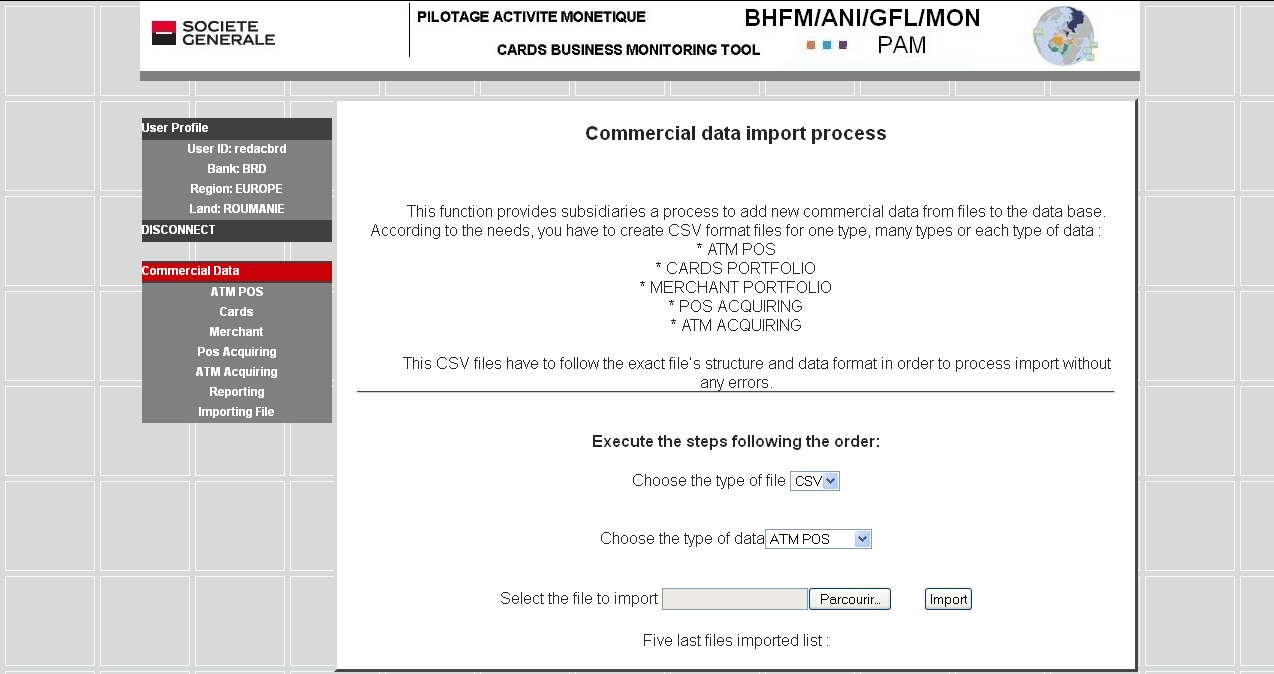 SOCIETE
GENERALE
PILOTAGE ACTIVITE MONETIQUE
CARDS BUSINESS MONITORING TOOL
BHFM/ANI/GFL/MON
PAM
User Profile
User ID: redacbrd
Bank: BRD
Region: EUROPE
Land: ROUMANIE
DISCONNECT
Commercial Data
ATM POS
Cards
Merchant
Pos Acquiring
ATM Acquiring
Reporting
Importing File
Commercial data import process
This function provides subsidiaries a process to add new commercial data from files to the data base.
According to the needs, you have to create CSV format files for one type, many types or each type of data :
* ATM POS
* CARDS PORTFOLIO
* MERCHANT PORTFOLIO
* POS ACQUIRING
* ATM ACQUIRING
This CSV files have to follow the exact file's structure and data format in order to process import without
any errors.
Execute the steps following the order:
Choose the type of file CSV
Choose the type of data ATM POS
Select the file to import Parcourir... Import
Five last files imported list :